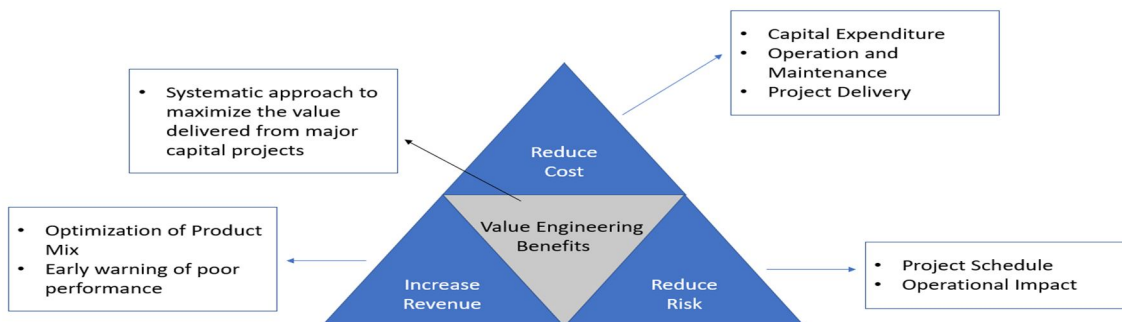 • Capital Expenditure
• Operation and
Maintenance
• Project Delivery
• Systematic approach to
maximize the value
delivered from major
capital projects
Reduce
Cost
Value Engineering
Benefits
• Optimization of Product
Mix
• Early warning of poor
performance
Increase
Revenue
Reduce
Risk
• Project Schedule
• Operational Impact